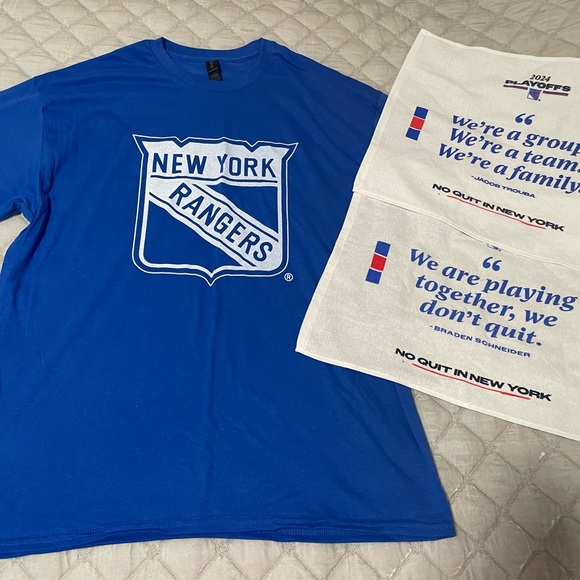 NEW YORK
RANGERS
®
2024
PLAYOFFS
“
We're a group
We're a team.
We're a family.
-JACOB TROUBA
NO QUIT IN NEW YORK
“
We are playing
together, we
don't quit.
-BRADEN SCHNEIDER
NO QUIT IN NEW YORK